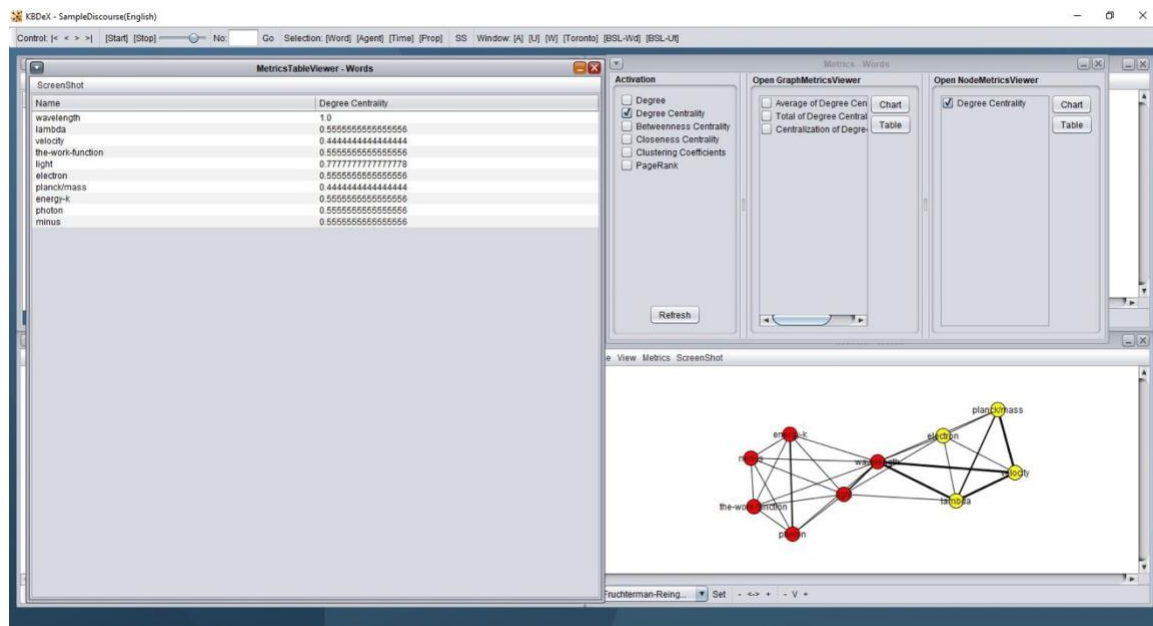 KBDeX - SampleDiscourse(English)
Control: |< < > >| [Start] [Stop] No: Go Selection: [Word] [Agent] [Time] [Prop] SS Window: [A] [U] [W] [Toronto] [BSL-Wd] [BSL-Ut]
MetricsTableViewer - Words
ScreenShot
Name Degree Centrality
wavelength 1.0
lambda 0.5555555555555556
velocity 0.4444444444444444
the-work-function 0.5555555555555556
light 0.7777777777777778
electron 0.5555555555555556
planck/mass 0.4444444444444444
energy-k 0.5555555555555556
photon 0.5555555555555556
minus 0.5555555555555556
Metrics - Words
Activation
Degree
Degree Centrality
Betweenness Centrality
Closeness Centrality
Clustering Coefficients
PageRank
Refresh
Open GraphMetricsViewer
Average of Degree Cen
Total of Degree Central
Centralization of Degre
Chart
Table
Open NodeMetricsViewer
Degree Centrality
Chart
Table
e View Metrics ScreenShot
planck/mass
electron
energy-k
minus
wavelength
velocity
lambda
the-work-function
photon
Fruchterman-Reing... Set - <-> + - V +